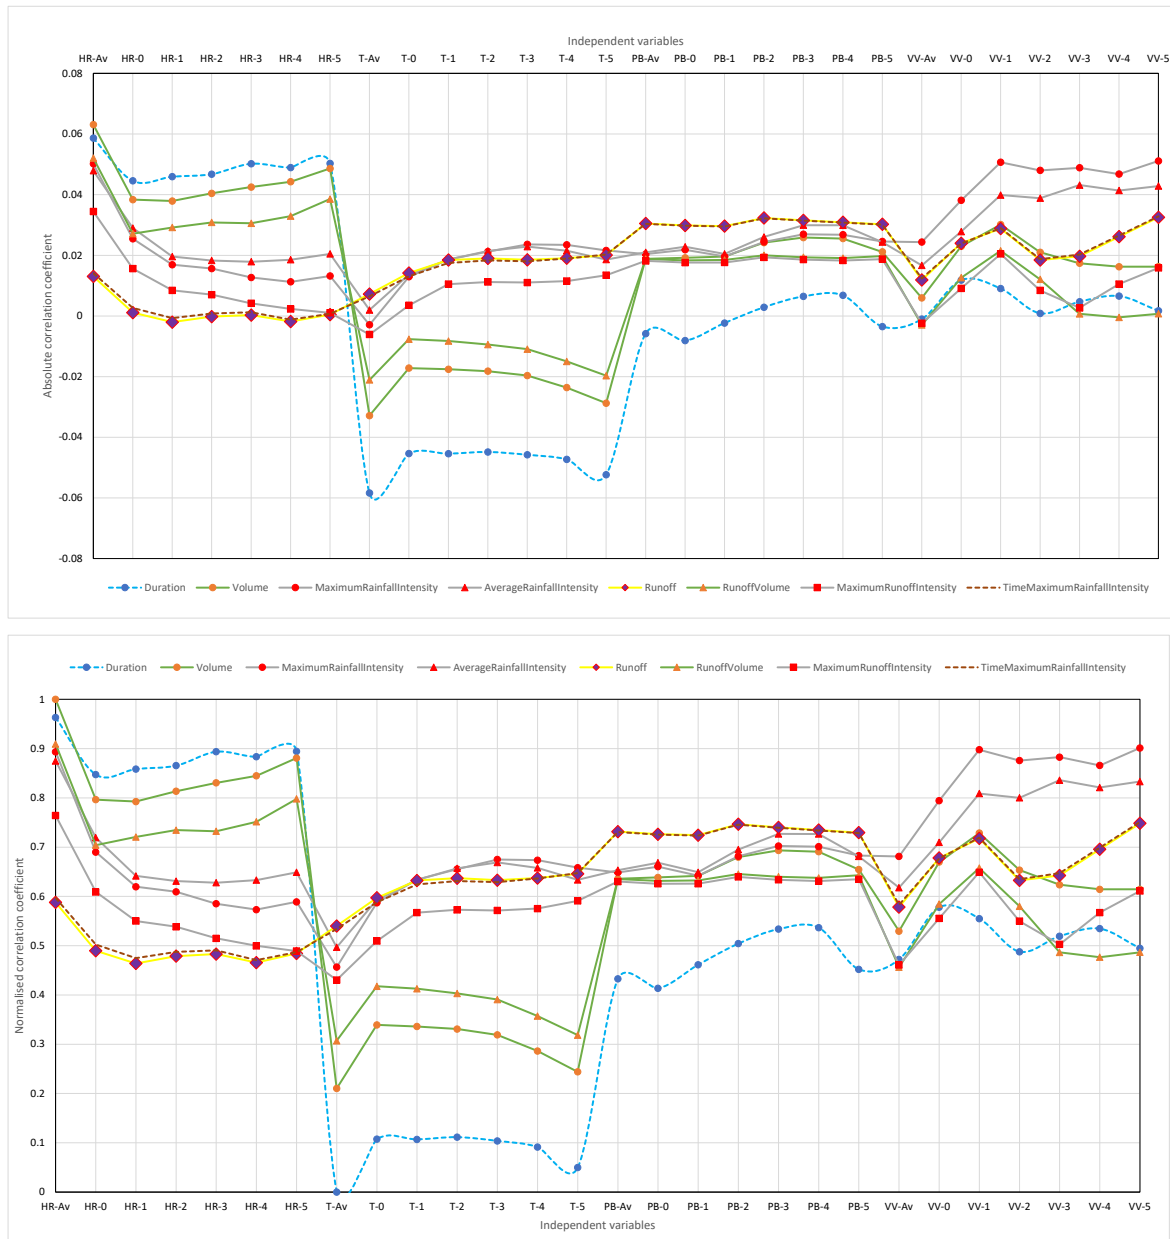 Independent variables
HR-Av HR-0 HR-1 HR-2 HR-3 HR-4 HR-5 T-Av T-0 T-1 T-2 T-3 T-4 T-5 PB-Av PB-0 PB-1 PB-2 PB-3 PB-4 PB-5 VV-Av VV-0 VV-1 VV-2 VV-3 VV-4 VV-5
0.08
0.06
0.04
0.02
0
-0.02
-0.04
-0.06
-0.08
Absolute correlation coefficient
Duration Volume MaximumRainfallIntensity AverageRainfallIntensity Runoff RunoffVolume MaximumRunoffIntensity TimeMaximumRainfallIntensity
Duration Volume MaximumRainfallIntensity AverageRainfallIntensity Runoff RunoffVolume MaximumRunoffIntensity TimeMaximumRainfallIntensity
1
0.9
0.8
0.7
0.6
0.5
0.4
0.3
0.2
0.1
0
Normalised correlation coefficient
HR-Av HR-0 HR-1 HR-2 HR-3 HR-4 HR-5 T-Av T-0 T-1 T-2 T-3 T-4 T-5 PB-Av PB-0 PB-1 PB-2 PB-3 PB-4 PB-5 VV-Av VV-0 VV-1 VV-2 VV-3 VV-4 VV-5
Independent variables